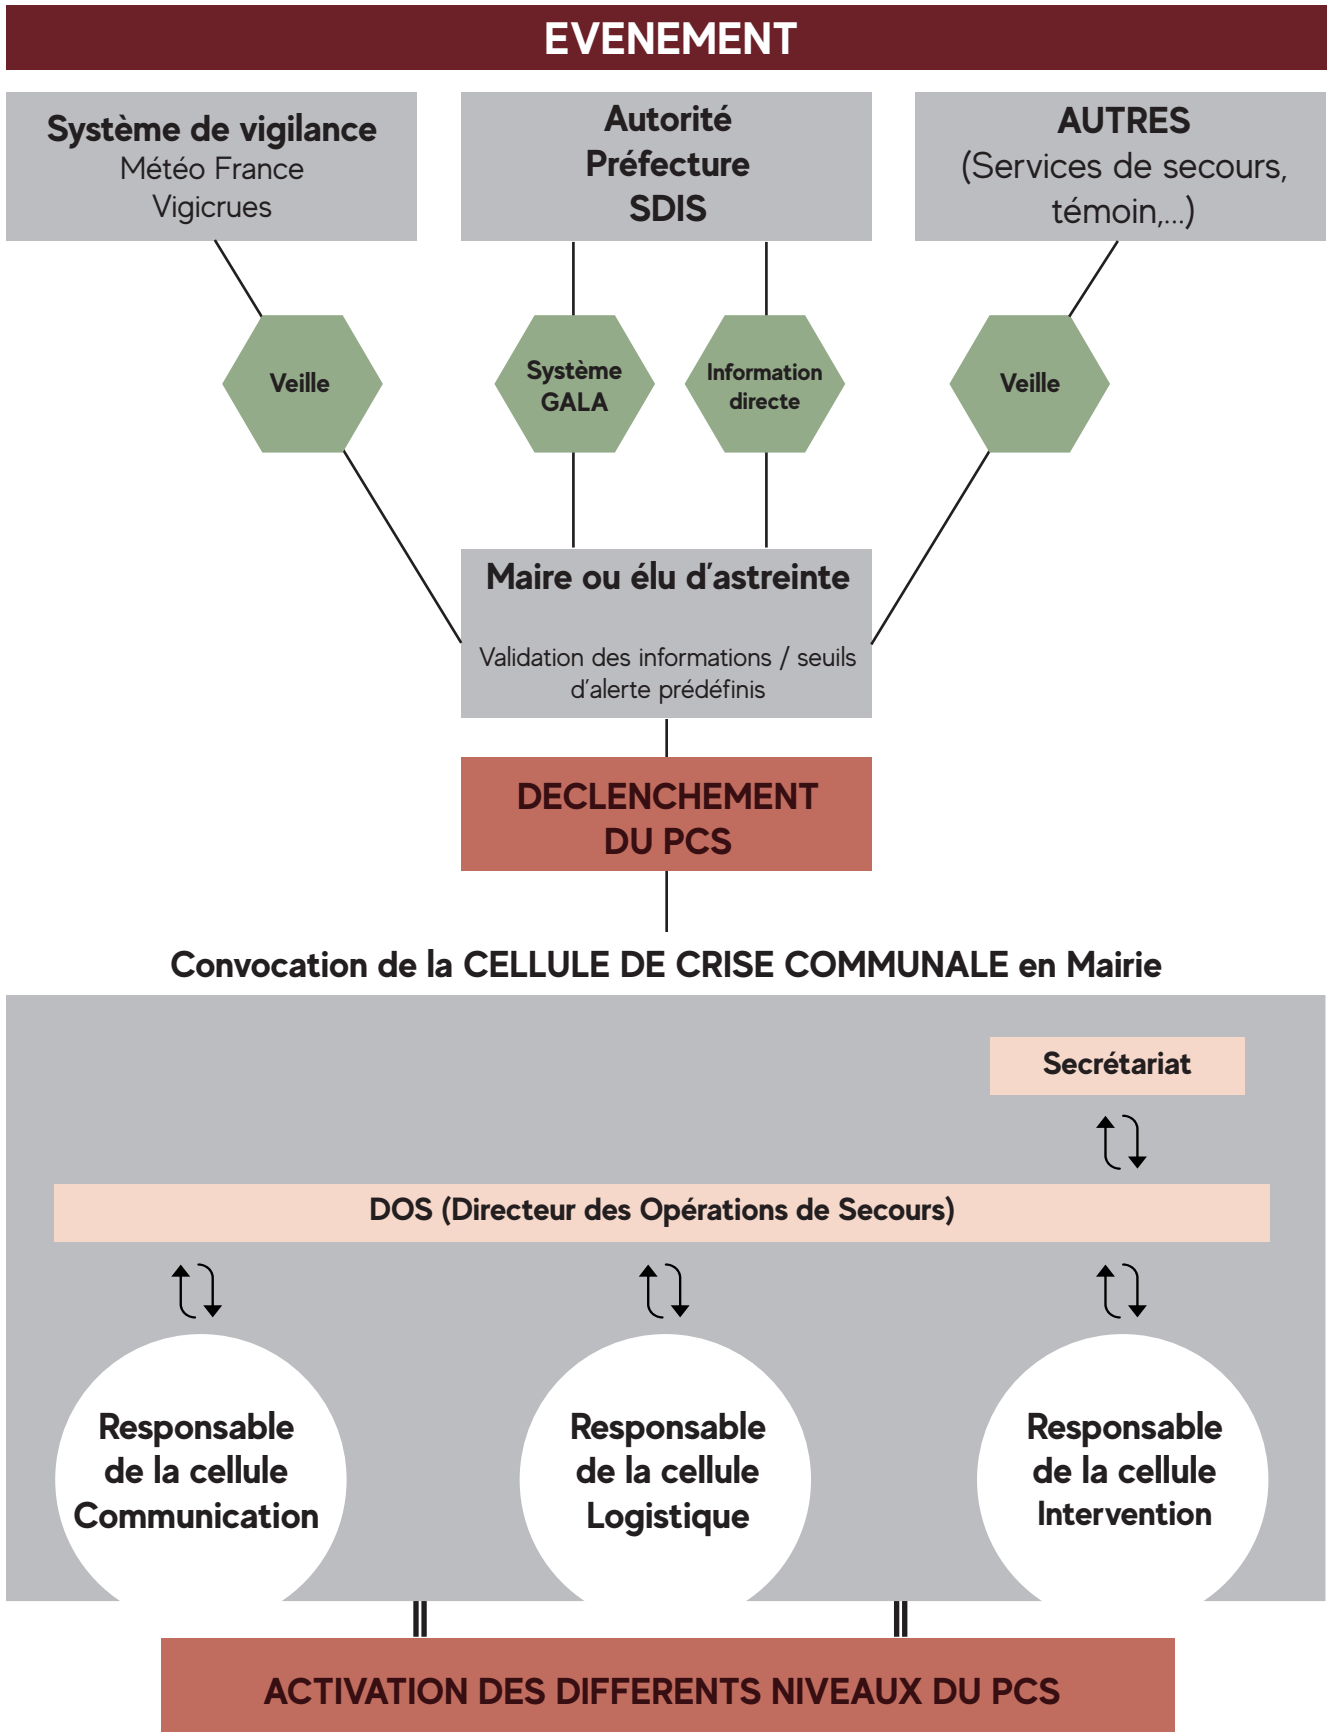 EVENEMENT
Système de vigilance
Météo France
Vigicrues
Autorité
Préfecture
SDIS
AUTRES
(Services de secours,
témoin,...)
Veille
Système
GALA
Information
directe
Veille
Maire ou élu d'astreinte
Validation des informations / seuils
d'alerte prédéfinis
DECLENCHEMENT
DU PCS
Convocation de la CELLULE DE CRISE COMMUNALE en Mairie
Secrétariat
DOS (Directeur des Opérations de Secours)
Responsable
de la cellule
Communication
Responsable
de la cellule
Logistique
Responsable
de la cellule
Intervention
ACTIVATION DES DIFFERENTS NIVEAUX DU PCS